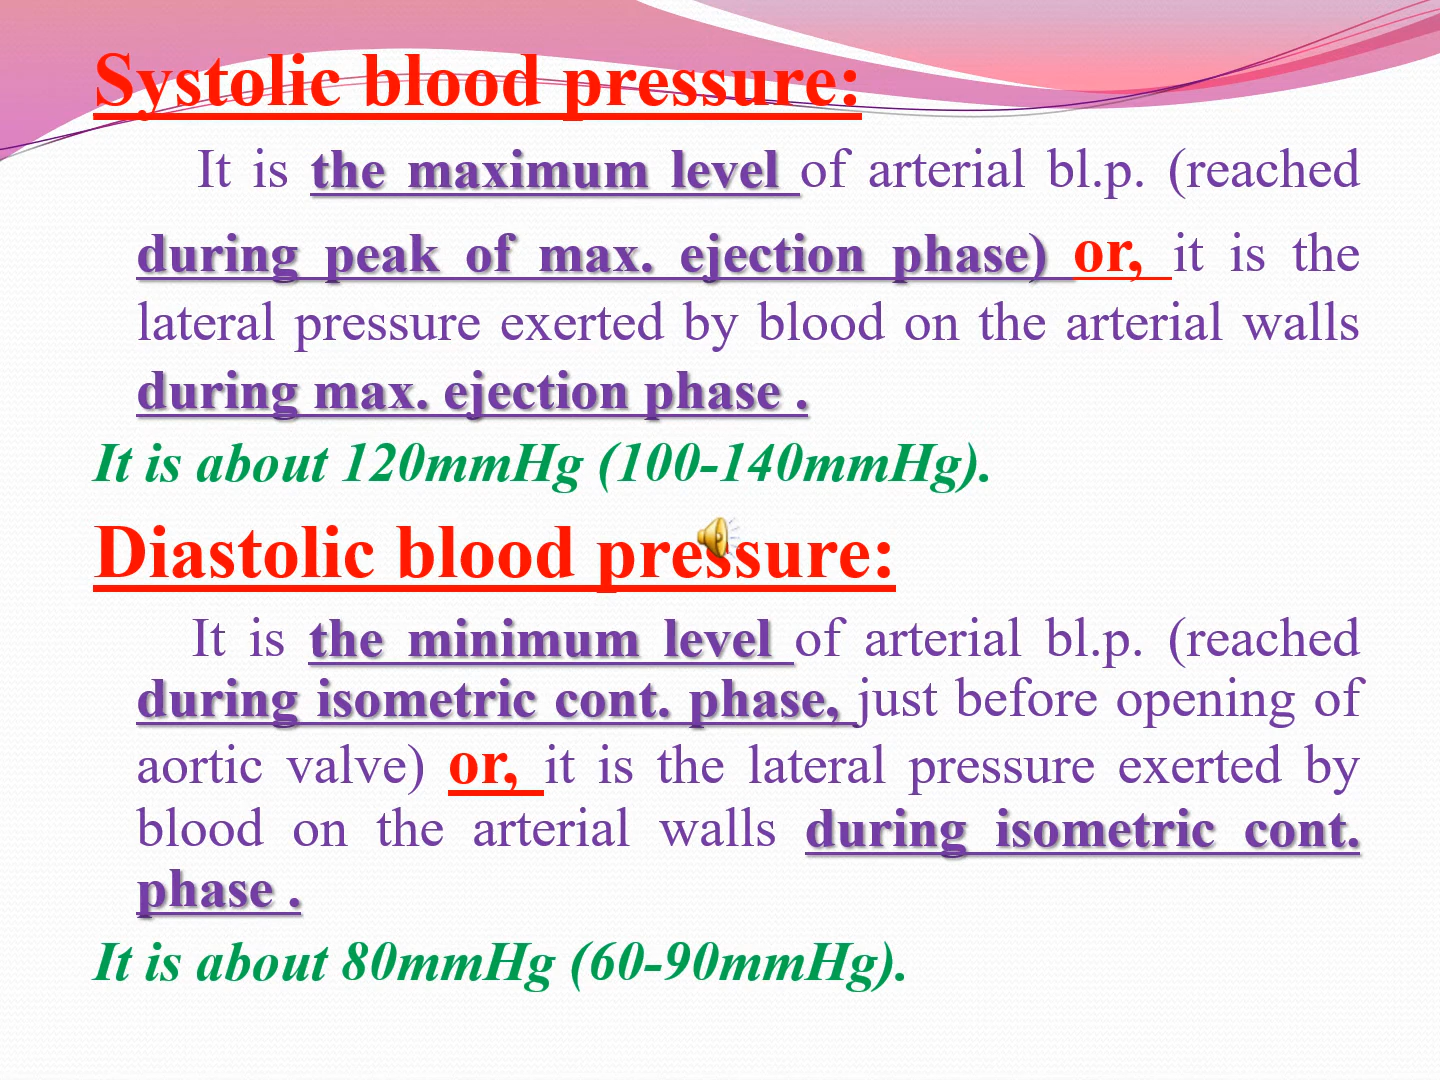 Systolic blood pressure:
It is the maximum level of arterial bl.p. (reached
during peak of max. ejection phase) or, it is the
lateral pressure exerted by blood on the arterial walls
during max. ejection phase .
It is about 120mmHg (100-140mmHg).
Diastolic blood pressure:
It is the minimum level of arterial bl.p. (reached
during isometric cont. phase, just before opening of
aortic valve) or, it is the lateral pressure exerted by
blood on the arterial walls during isometric cont.
phase .
It is about 80mmHg (60-90mmHg).